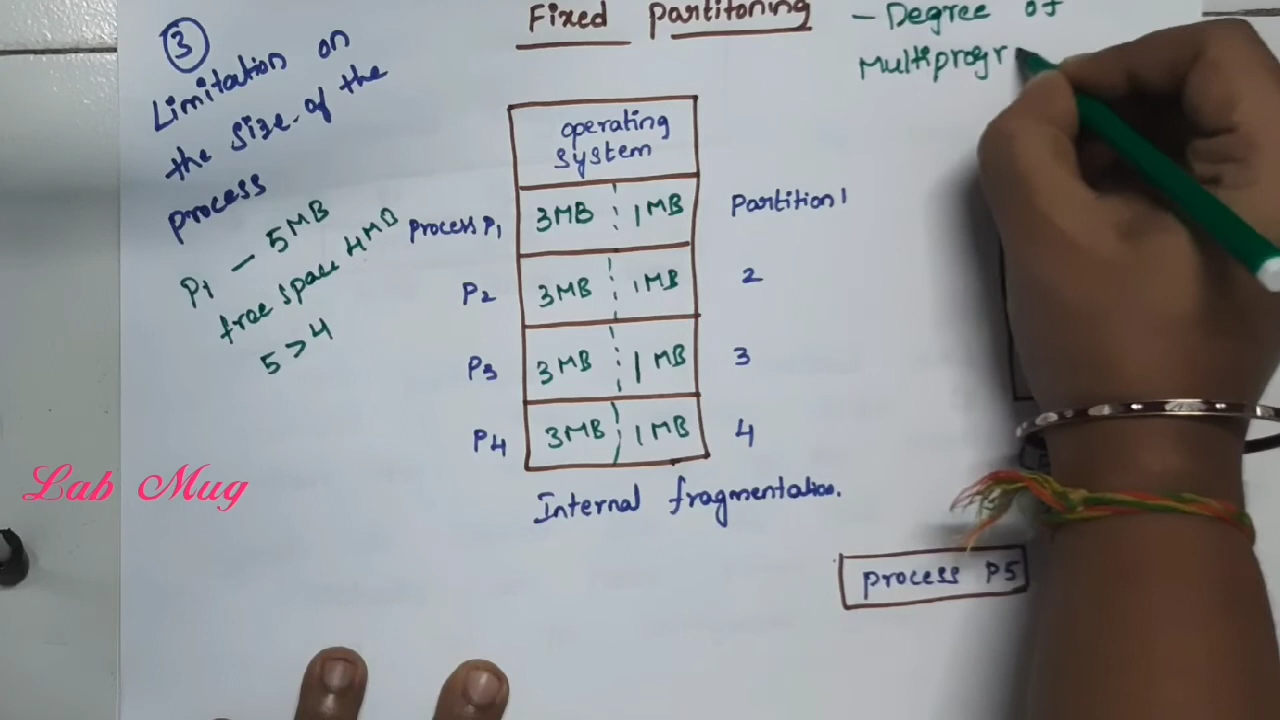 Fixed Partitoning
- Degree of
Multiprogr
3
Limitation on
the size of the
process
P1 - 5MB
free space 4MB
5 > 4
operating
system
process P1 3MB 1MB Partition 1
P2 3MB 1MB 2
P3 3MB 1MB 3
P4 3MB 1MB 4
Internal fragmentation.
process P5
Lab Mug